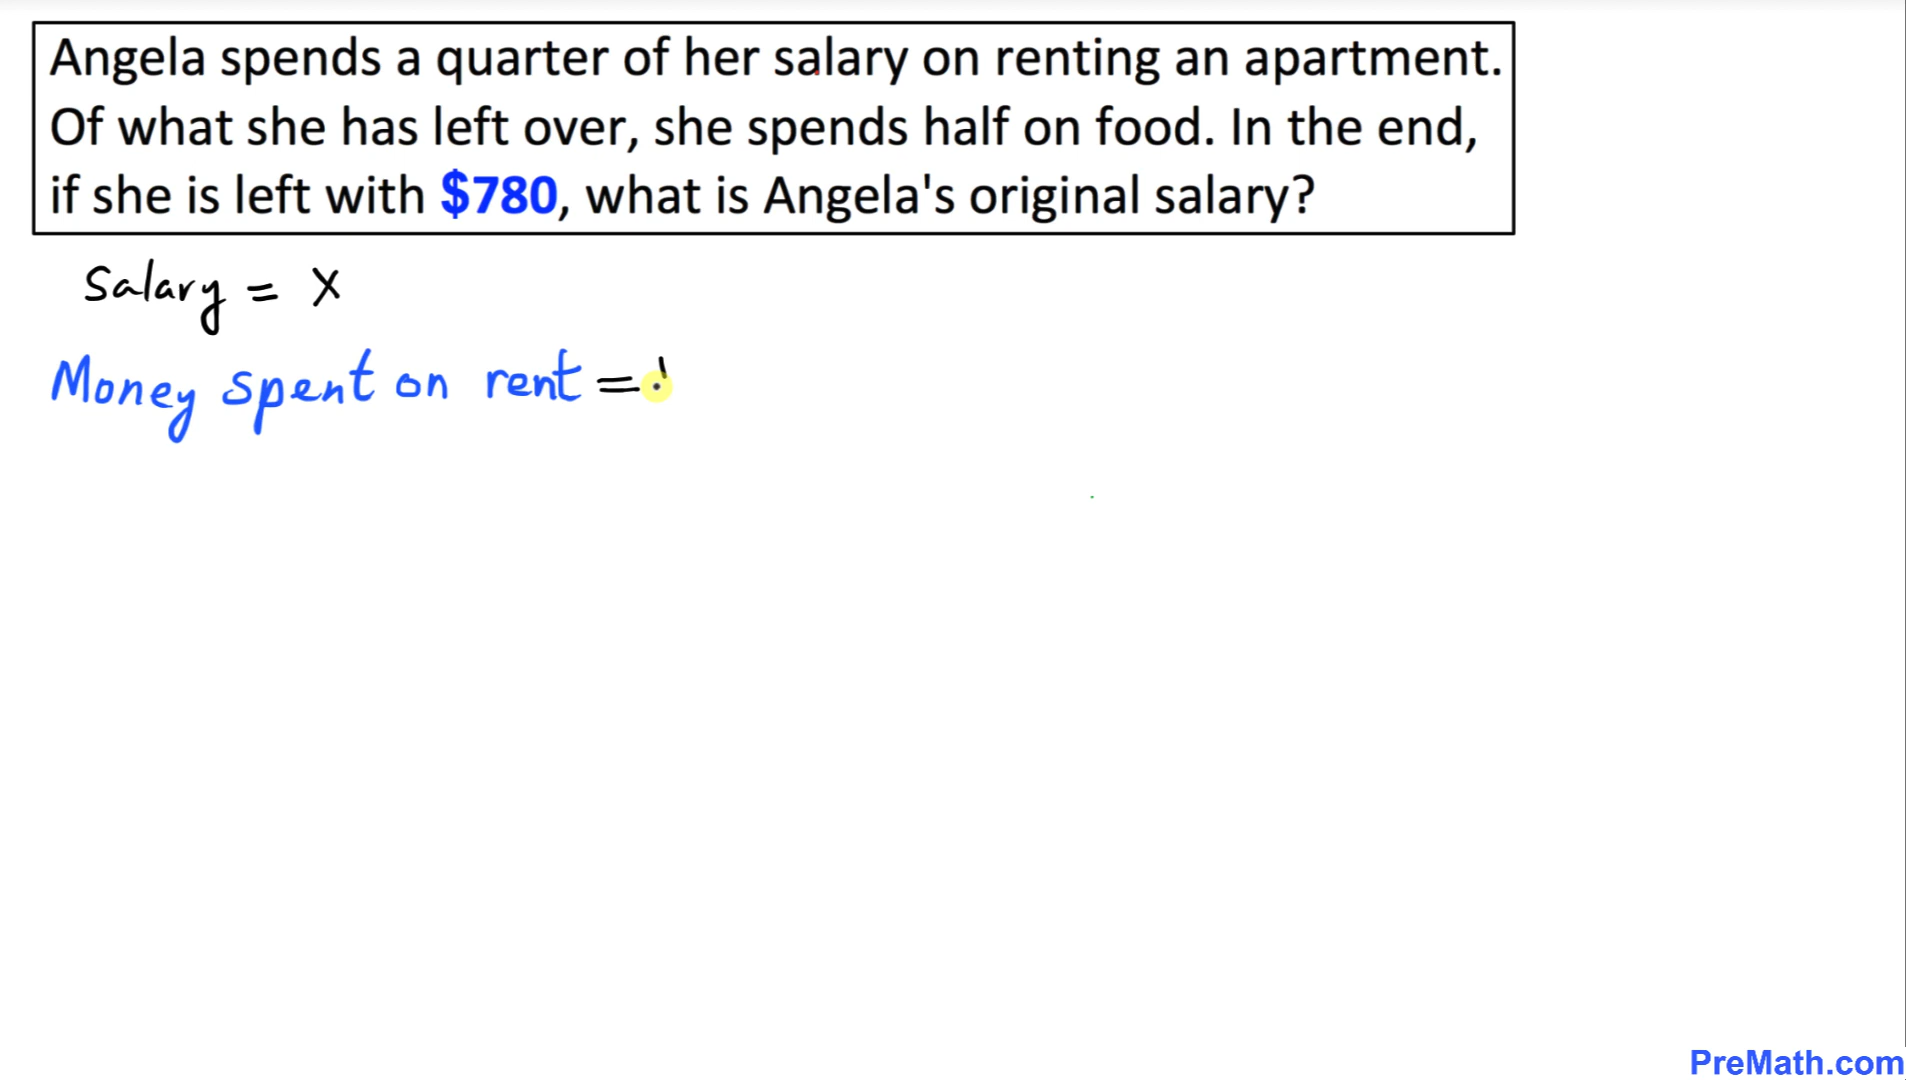 Angela spends a quarter of her salary on renting an apartment.
Of what she has left over, she spends half on food. In the end,
if she is left with $780, what is Angela's original salary?
Salary = X
Money spent on rent =
PreMath.com